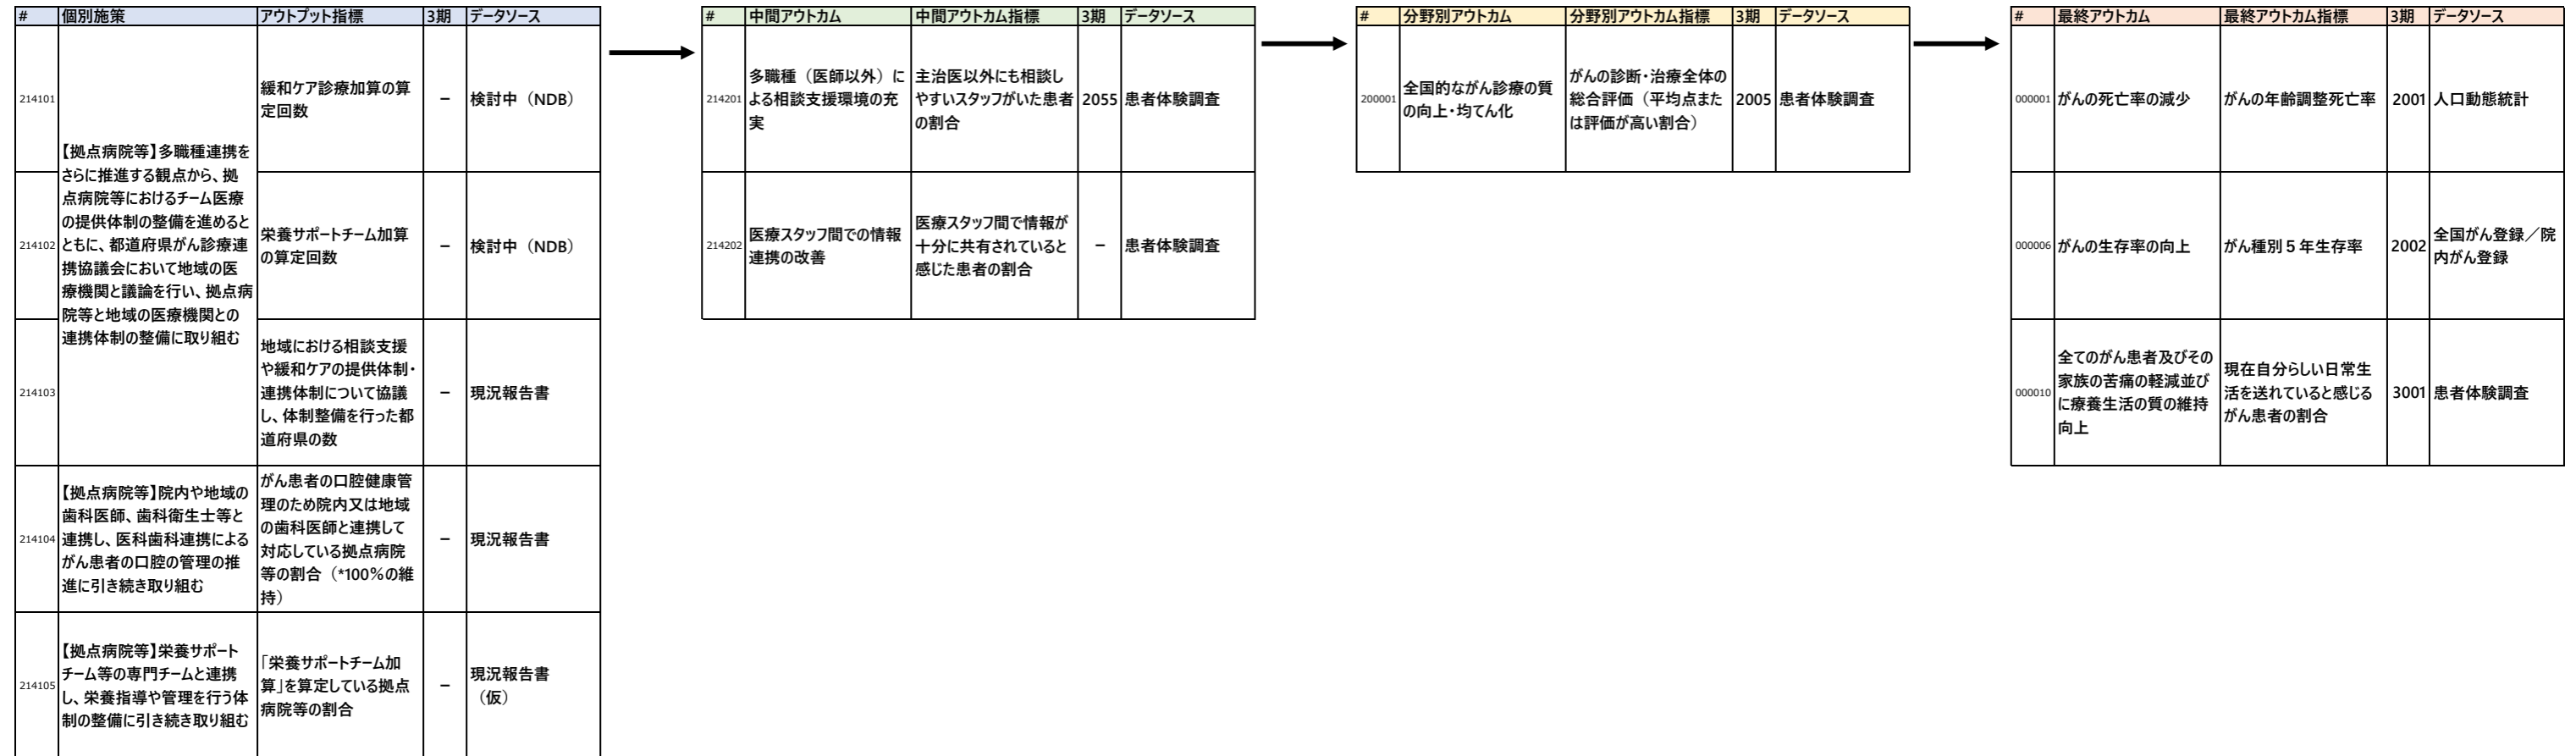 # 個別施策 アウトプット指標 3期 データソース
214101
【拠点病院等】多職種連携を
さらに推進する観点から、拠
点病院等におけるチーム医療
の提供体制の整備を進めると
ともに、都道府県がん診療連
携協議会において地域の医
療機関と議論を行い、拠点病
院等と地域の医療機関との
連携体制の整備に取り組む
緩和ケア診療加算の算
定回数
–
検討中（NDB）
214102
栄養サポートチーム加算
の算定回数
–
検討中（NDB）
214103
地域における相談支援
や緩和ケアの提供体制・
連携体制について協議
し、体制整備を行った都
道府県の数
–
現況報告書
214104
【拠点病院等】院内や地域の
歯科医師、歯科衛生士等と
連携し、医科歯科連携による
がん患者の口腔の管理の推
進に引き続き取り組む
がん患者の口腔健康管
理のため院内又は地域
の歯科医師と連携して
対応している拠点病院
等の割合（*100%の維
持）
–
現況報告書
214105
【拠点病院等】栄養サポート
チーム等の専門チームと連携
し、栄養指導や管理を行う体
制の整備に引き続き取り組む
「栄養サポートチーム加
算」を算定している拠点
病院等の割合
–
現況報告書
（仮）
# 中間アウトカム 中間アウトカム指標 3期 データソース
214201
多職種（医師以外）に
よる相談支援環境の充
実
主治医以外にも相談し
やすいスタッフがいた患者
の割合
2055
患者体験調査
214202
医療スタッフ間での情報
連携の改善
医療スタッフ間で情報が
十分に共有されていると
感じた患者の割合
–
患者体験調査
# 分野別アウトカム 分野別アウトカム指標 3期 データソース
200001
全国的ながん診療の質
の向上・均てん化
がんの診断・治療全体の
総合評価（平均点また
は評価が高い割合）
2005
患者体験調査
# 最終アウトカム 最終アウトカム指標 3期 データソース
000001
がんの死亡率の減少
がんの年齢調整死亡率
2001
人口動態統計
000006
がんの生存率の向上
がん種別５年生存率
2002
全国がん登録／院
内がん登録
000010
全てのがん患者及びその
家族の苦痛の軽減並び
に療養生活の質の維持
向上
現在自分らしい日常生
活を送れていると感じる
がん患者の割合
3001
患者体験調査